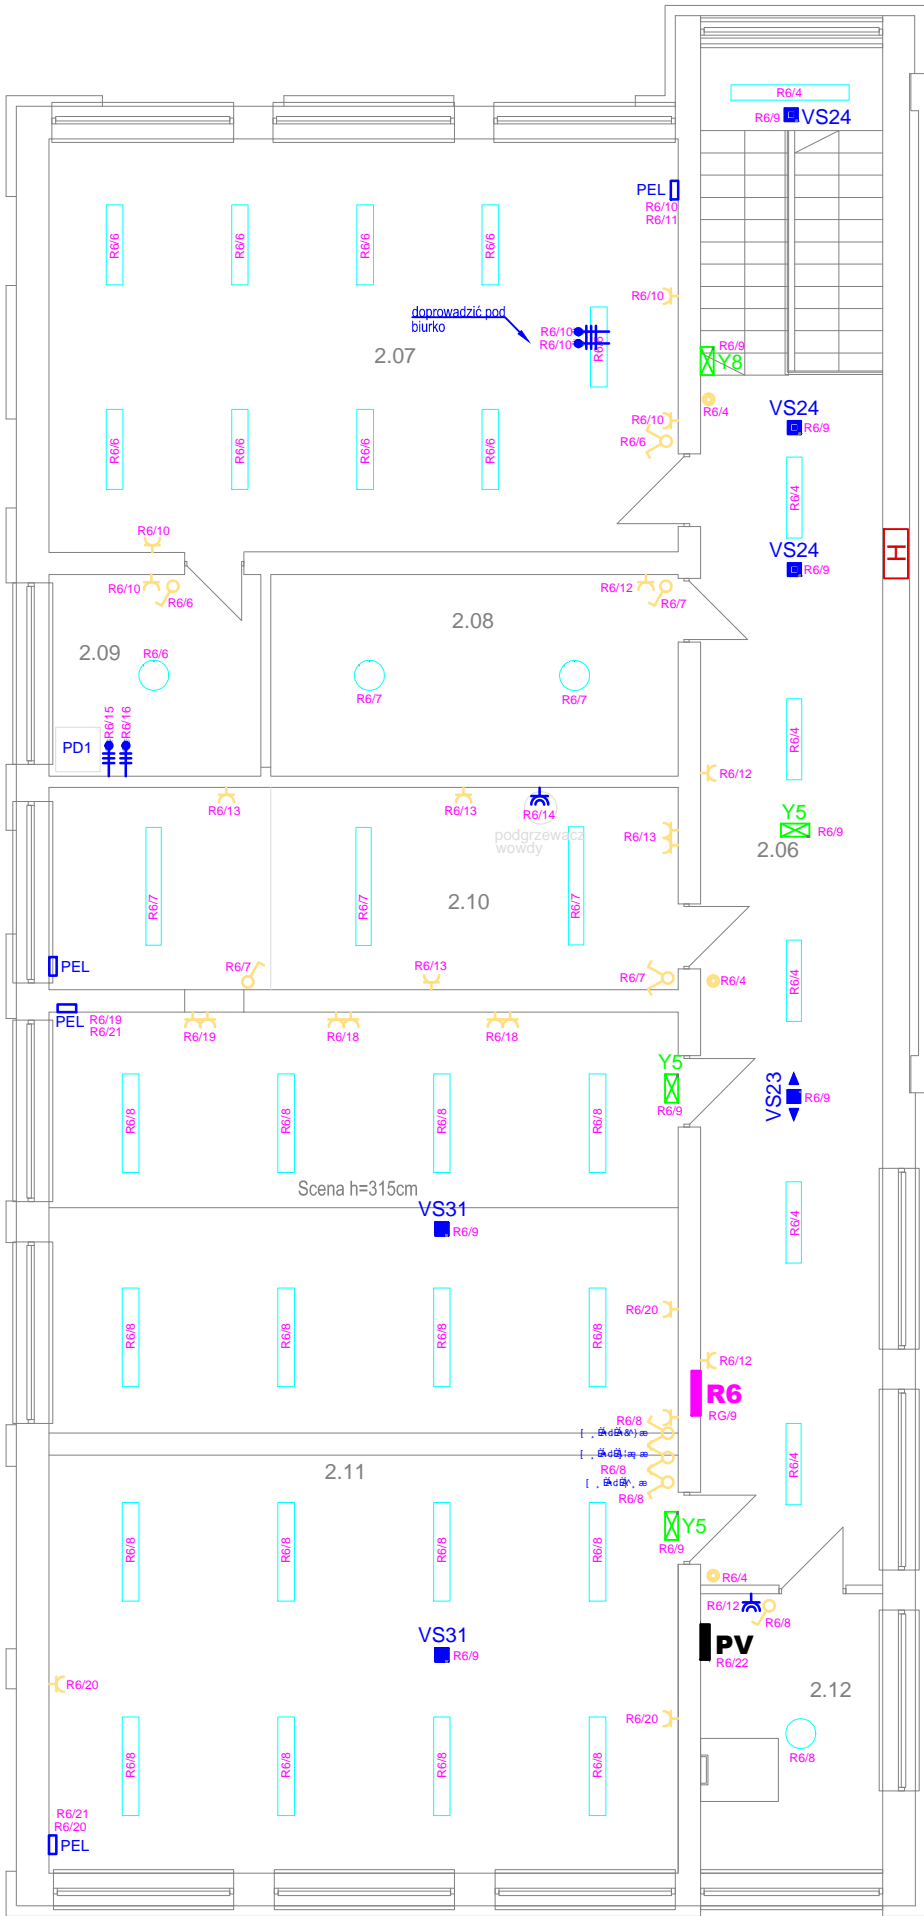 R6/4
R6/9 VS24
PEL
R6/10
R6/11
R6/6
R6/6
R6/6
R6/6
R6/10
doprowadzić pod
biurko
R6/10
R6/10
R6/6
2.07
R6/9
Y8
R6/4
VS24
R6/9
R6/10
R6/6
R6/6
R6/6
R6/6
R6/6
R6/4
R6/10
VS24
R6/9
H
R6/10
R6/6
R6/12
R6/7
2.08
2.09
R6/6
R6/7
R6/7
R6/4
R6/15
R6/16
PD1
R6/12
R6/13
R6/13
R6/14
podgrzewacz
wowdy
R6/13
Y5
R6/9
2.06
R6/7
R6/7
R6/7
2.10
PEL
R6/7
R6/13
R6/7
R6/4
R6/4
PEL
R6/19
R6/21
R6/19
R6/18
R6/18
Y5
R6/9
VS23
R6/9
R6/8
R6/8
R6/8
R6/8
Scena h=315cm
VS31
R6/9
R6/4
R6/20
R6/8
R6/8
R6/8
R6/8
R6/12
R6
RG/9
R6/8
R6/8
R6/8
R6/4
2.11
Y5
R6/9
R6/8
R6/8
R6/8
R6/8
R6/4
R6/12
R6/8
VS31
R6/9
PV
R6/22
R6/20
2.12
R6/20
R6/8
R6/8
R6/8
R6/8
R6/8
R6/21
R6/20
PEL